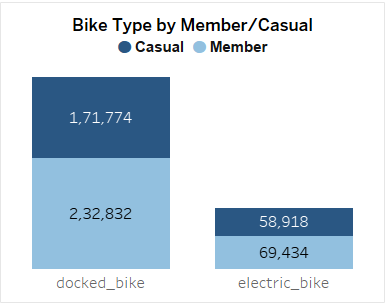 Bike Type by Member/Casual
Casual Member
1,71,774
2,32,832
58,918
69,434
docked_bike electric_bike